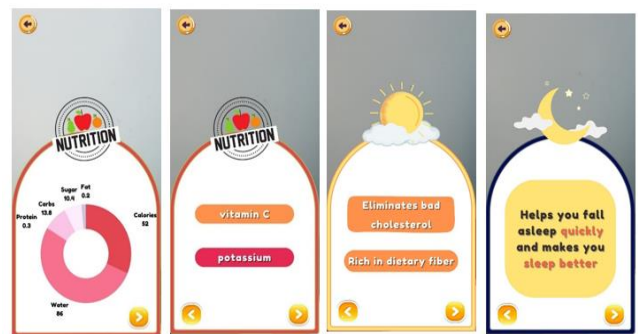 NUTRITION
Sugar
10.4
Fat
0.2
Carbs
13.8
Protein
0.3
Calories
52
Water
86
NUTRITION
vitamin C
potassium
Eliminates bad
cholesterol
Rich in dietary fiber
Helps you fall
asleep quickly
and makes you
sleep better